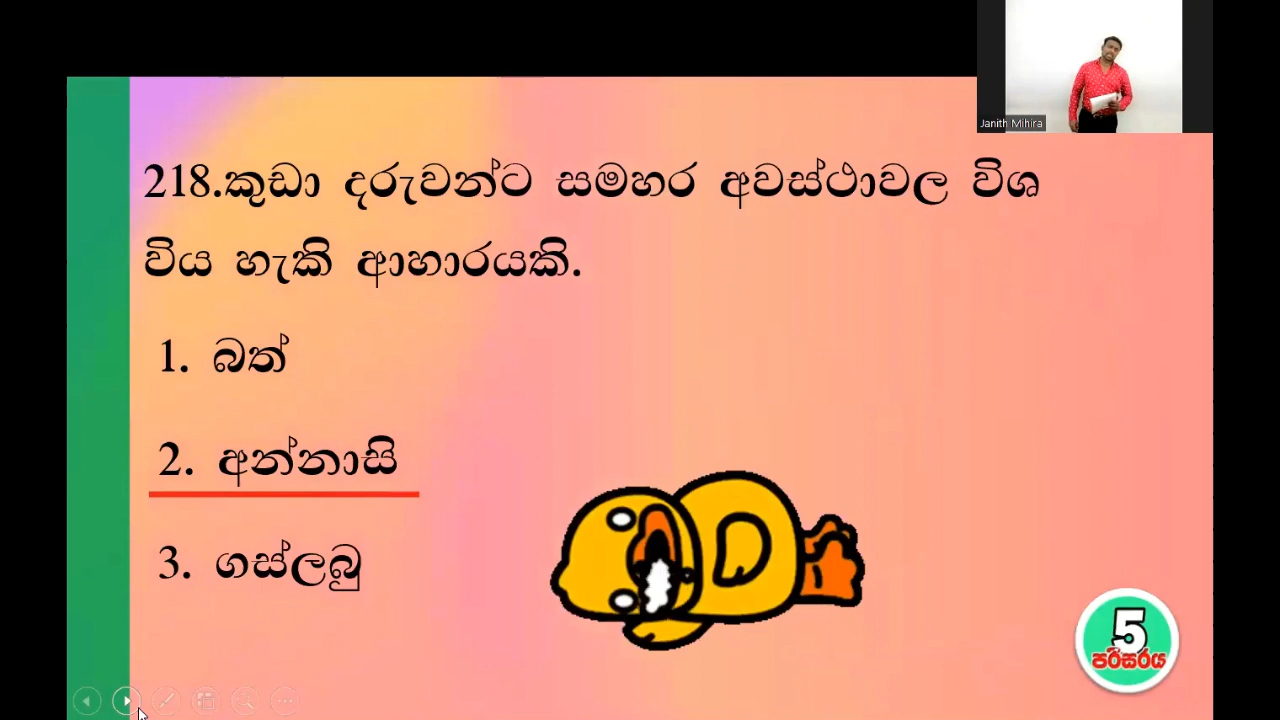 Janith Mihira
218.කුඩා දරුවන්ට සමහර අවස්ථාවල විශ
විය හැකි ආහාරයකි.
1. බත්
2. අන්නාසි
3. ගස්ලබු
5
පරිසරය